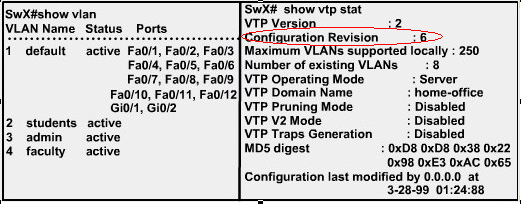 SwX#show vlan
VLAN Name Status Ports
1 default active Fa0/1, Fa0/2, Fa0/3
Fa0/4, Fa0/5, Fa0/6
Fa0/7, Fa0/8, Fa0/9
Fa0/10, Fa0/11, Fa0/12
Gi0/1, Gi0/2
2 students active
3 admin active
4 faculty active
SwX# show vtp stat
VTP Version : 2
Configuration Revision : 6
Maximum VLANs supported locally : 250
Number of existing VLANs : 8
VTP Operating Mode : Server
VTP Domain Name : home-office
VTP Pruning Mode : Disabled
VTP V2 Mode : Disabled
VTP Traps Generation : Disabled
MD5 digest : 0xD8 0xD8 0x38 0x22
0x98 0xE3 0xAC 0x65
Configuration last modified by 0.0.0.0 at
3-28-99 01:24:88